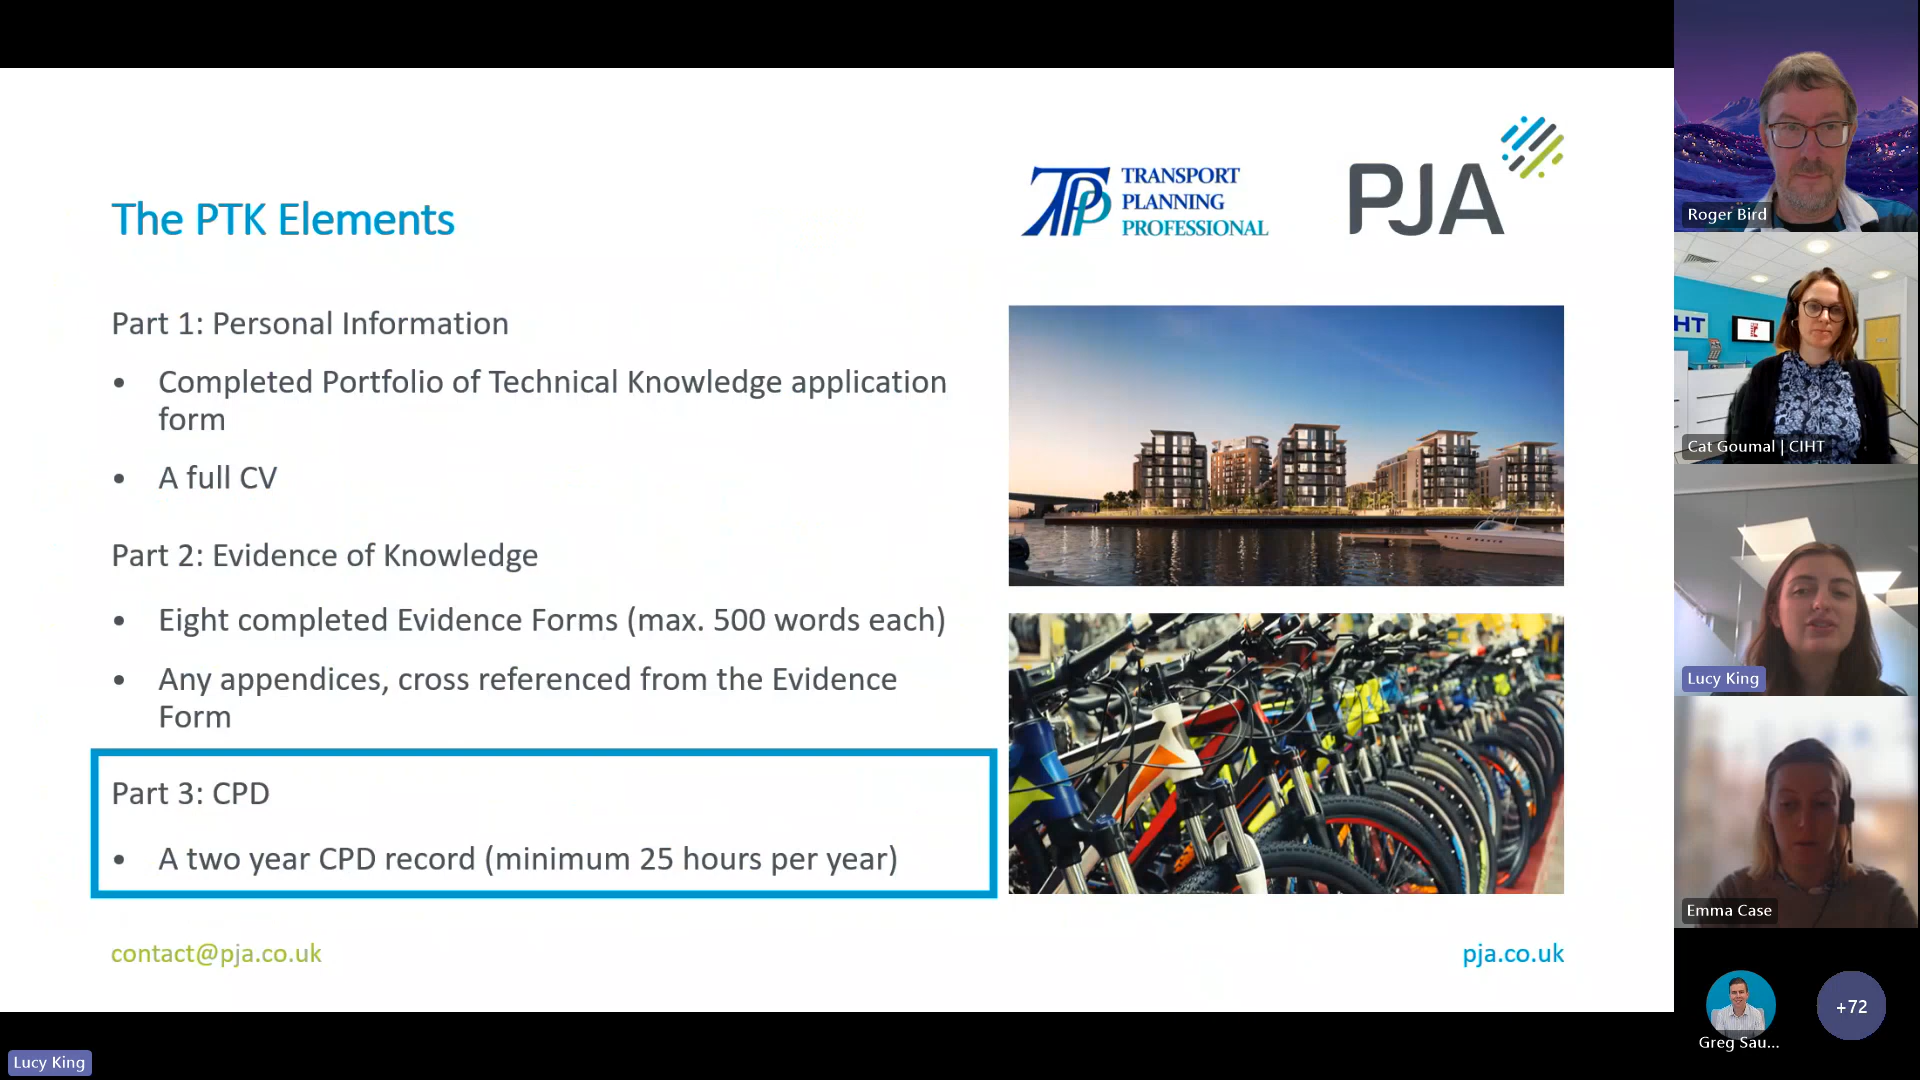 The PTK Elements
TRANSPORT
PLANNING
PROFESSIONAL
PJA
Part 1: Personal Information
• Completed Portfolio of Technical Knowledge application
form
• A full CV
Part 2: Evidence of Knowledge
• Eight completed Evidence Forms (max. 500 words each)
• Any appendices, cross referenced from the Evidence
Form
Part 3: CPD
• A two year CPD record (minimum 25 hours per year)
contact@pja.co.uk
pja.co.uk
Roger Bird
HT
Cat Goumal | CIHT
Lucy King
Emma Case
Greg Sau...
+72
Lucy King